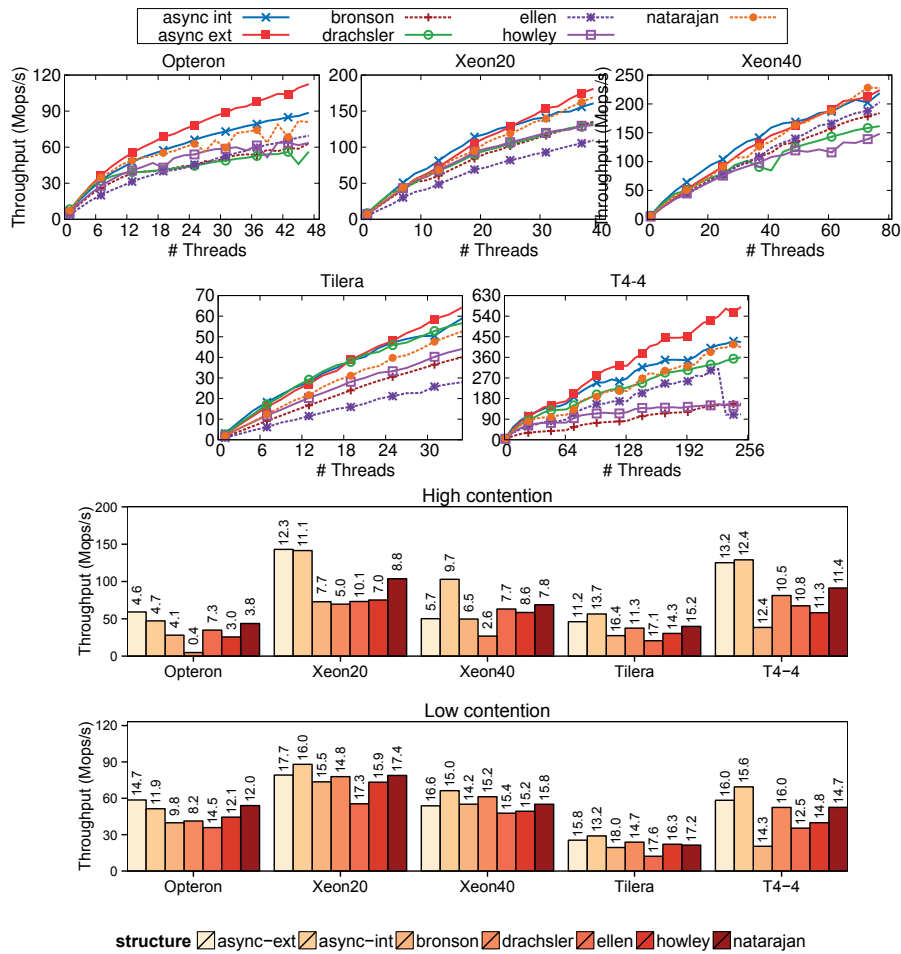 async int bronson ellen natarajan
async ext drachsler howley
Opteron Xeon20 Xeon40
Throughput (Mops/s)
120
90
60
30
0
0 6 12 18 24 30 36 42 48
# Threads
200
150
100
50
0
0 10 20 30 40
# Threads
Throughput (Mops/s)
250
200
150
100
50
0
0 20 40 60 80
# Threads
Tilera T4-4
Throughput (Mops/s)
70
60
50
40
30
20
10
0
0 6 12 18 24 30
# Threads
630
540
450
360
270
180
90
0
0 64 128 192 256
# Threads
High contention
Throughput (Mops/s)
200
150
100
50
0
4.6 4.7 4.1 0.4 7.3 3.0 3.8
12.3 11.1 7.7 5.0 10.1 7.0 8.8
5.7 9.7 6.5 2.6 7.7 8.6 7.8
11.2 13.7 16.4 11.3 17.1 14.3 15.2
13.2 12.4 12.4 10.5 10.8 11.3 11.4
Opteron Xeon20 Xeon40 Tilera T4−4
Low contention
Throughput (Mops/s)
120
90
60
30
0
14.7 11.9 9.8 8.2 14.5 12.1 12.0
17.7 16.0 15.5 14.8 17.3 15.9 17.4
16.6 15.0 14.2 15.2 15.4 15.2 15.8
15.8 13.2 18.0 14.7 17.6 16.3 17.2
16.0 15.6 14.3 16.0 12.5 14.8 14.7
Opteron Xeon20 Xeon40 Tilera T4−4
structure async−ext async−int bronson drachsler ellen howley natarajan